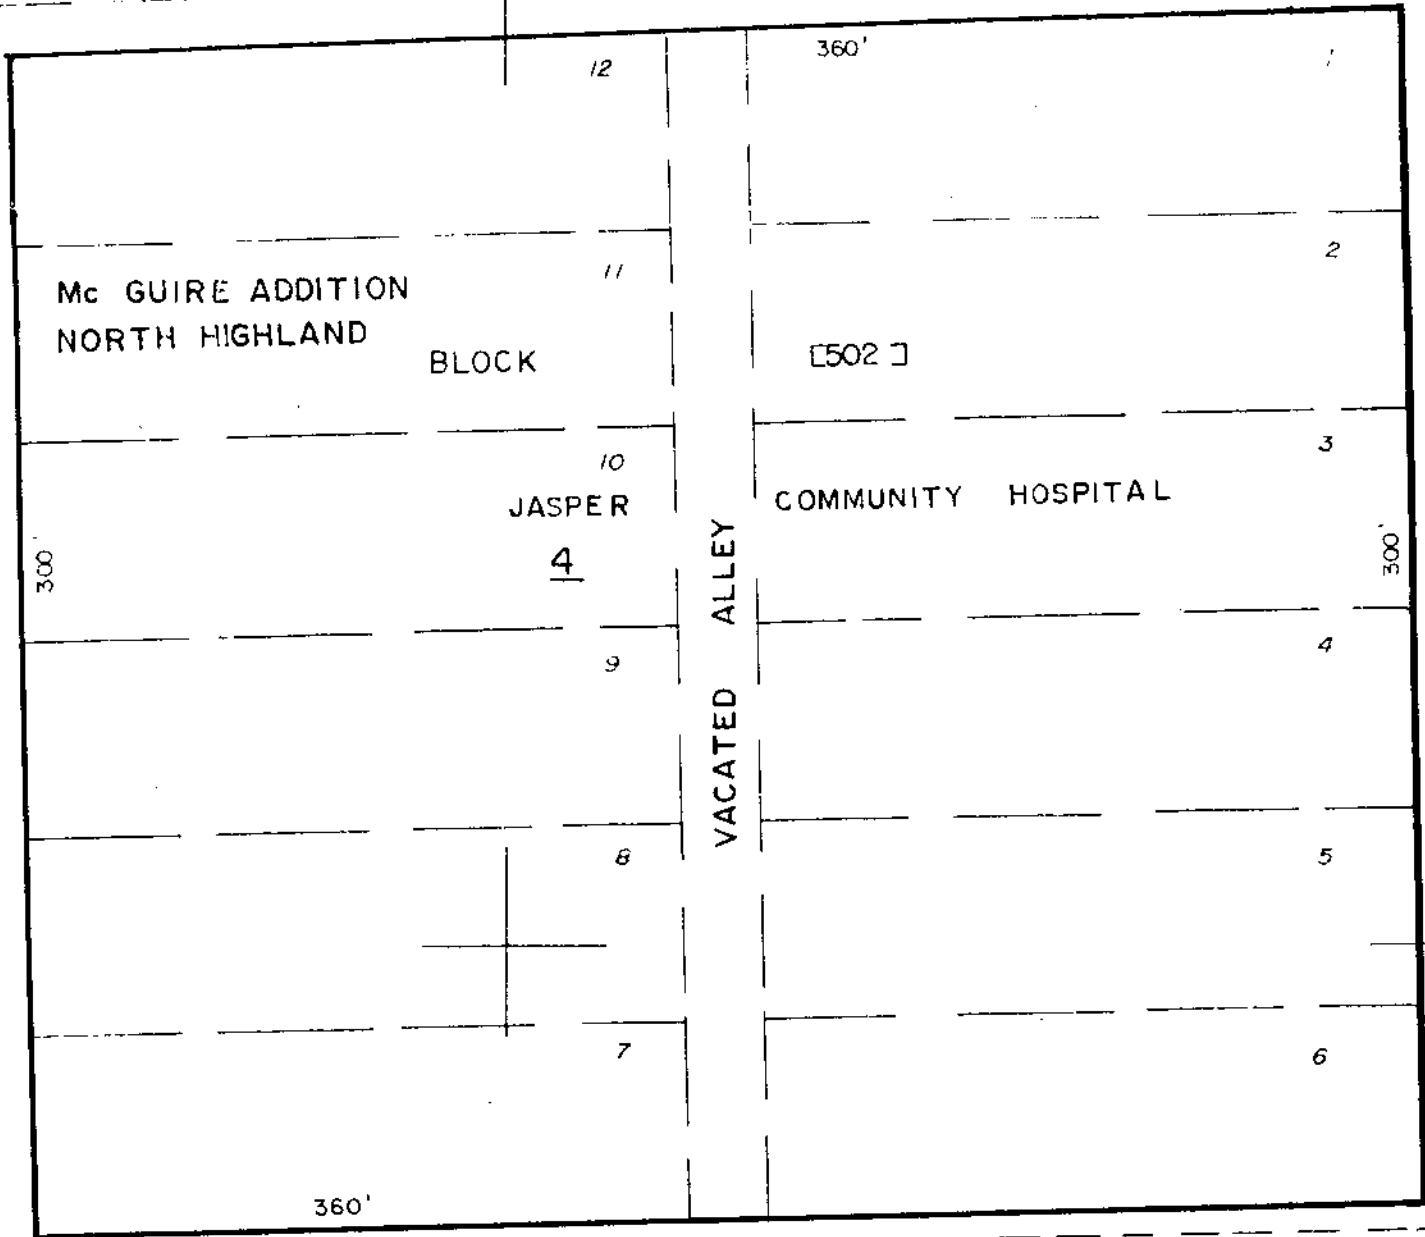 12 360' 1
11 2
Mc GUIRE ADDITION
NORTH HIGHLAND
BLOCK [502]
10 3
JASPER COMMUNITY HOSPITAL
300' 4 300'
VACATED ALLEY
9 4
8 5
7 6
360'